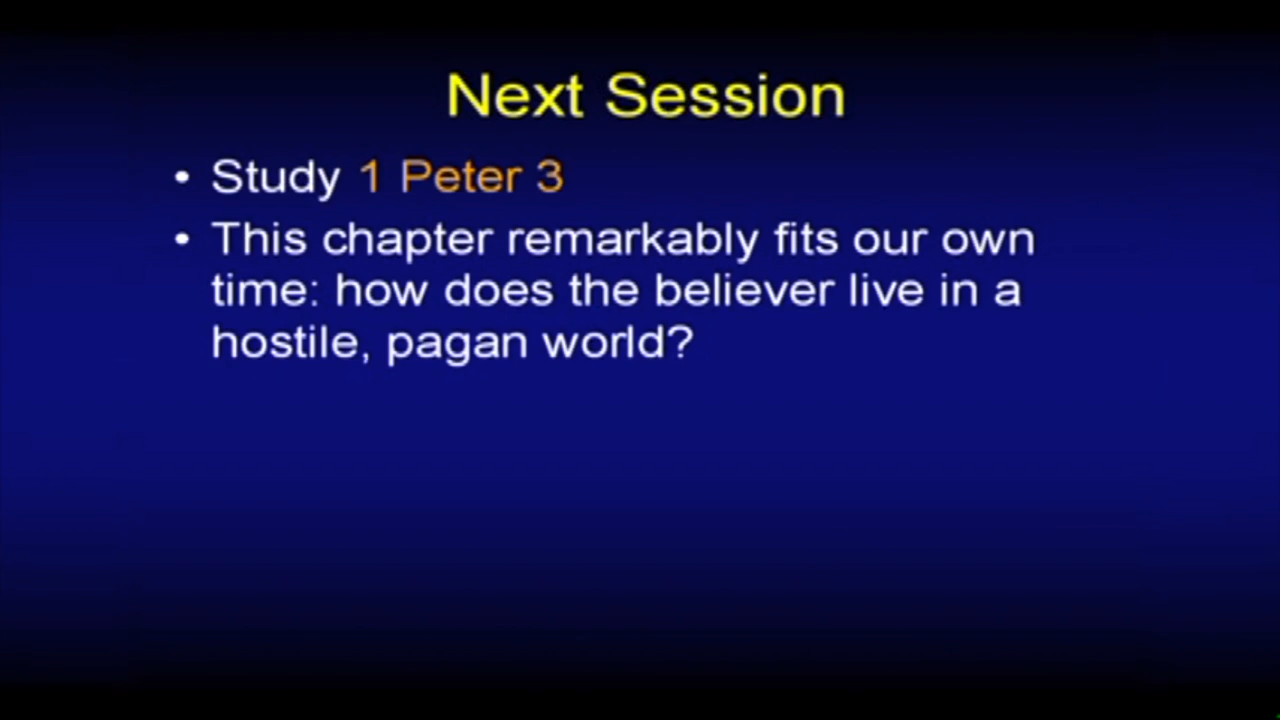 Next Session
• Study 1 Peter 3
• This chapter remarkably fits our own
time: how does the believer live in a
hostile, pagan world?